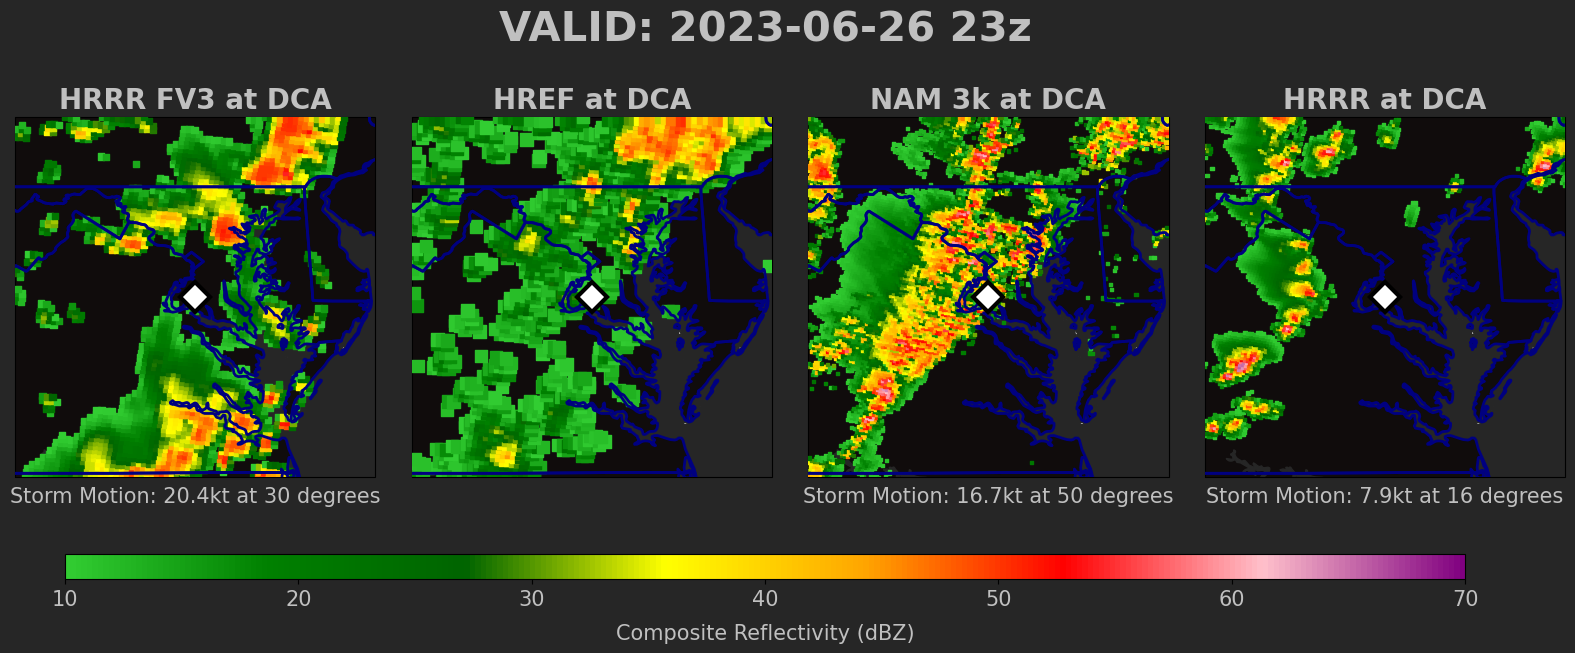 VALID: 2023-06-26 23z
HRRR FV3 at DCA
HREF at DCA
NAM 3k at DCA
HRRR at DCA
Storm Motion: 20.4kt at 30 degrees
Storm Motion: 16.7kt at 50 degrees
Storm Motion: 7.9kt at 16 degrees
10 20 30 40 50 60 70
Composite Reflectivity (dBZ)